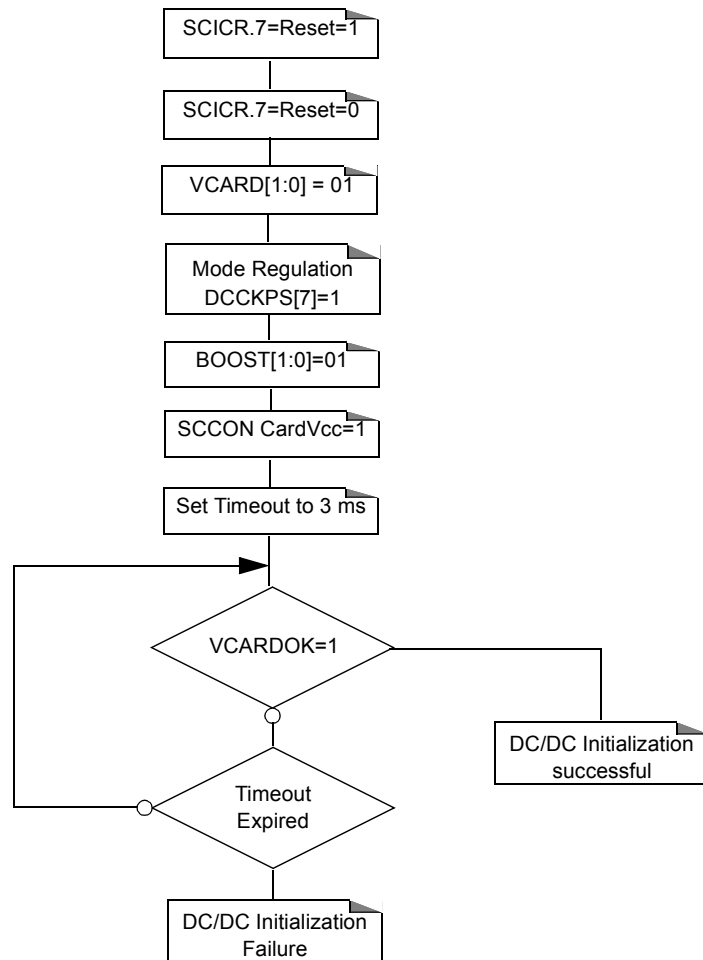 SCICR.7=Reset=1
SCICR.7=Reset=0
VCARD[1:0] = 01
Mode Regulation
DCCKPS[7]=1
BOOST[1:0]=01
SCCON CardVcc=1
Set Timeout to 3 ms
VCARDOK=1
DC/DC Initialization
successful
Timeout
Expired
DC/DC Initialization
Failure